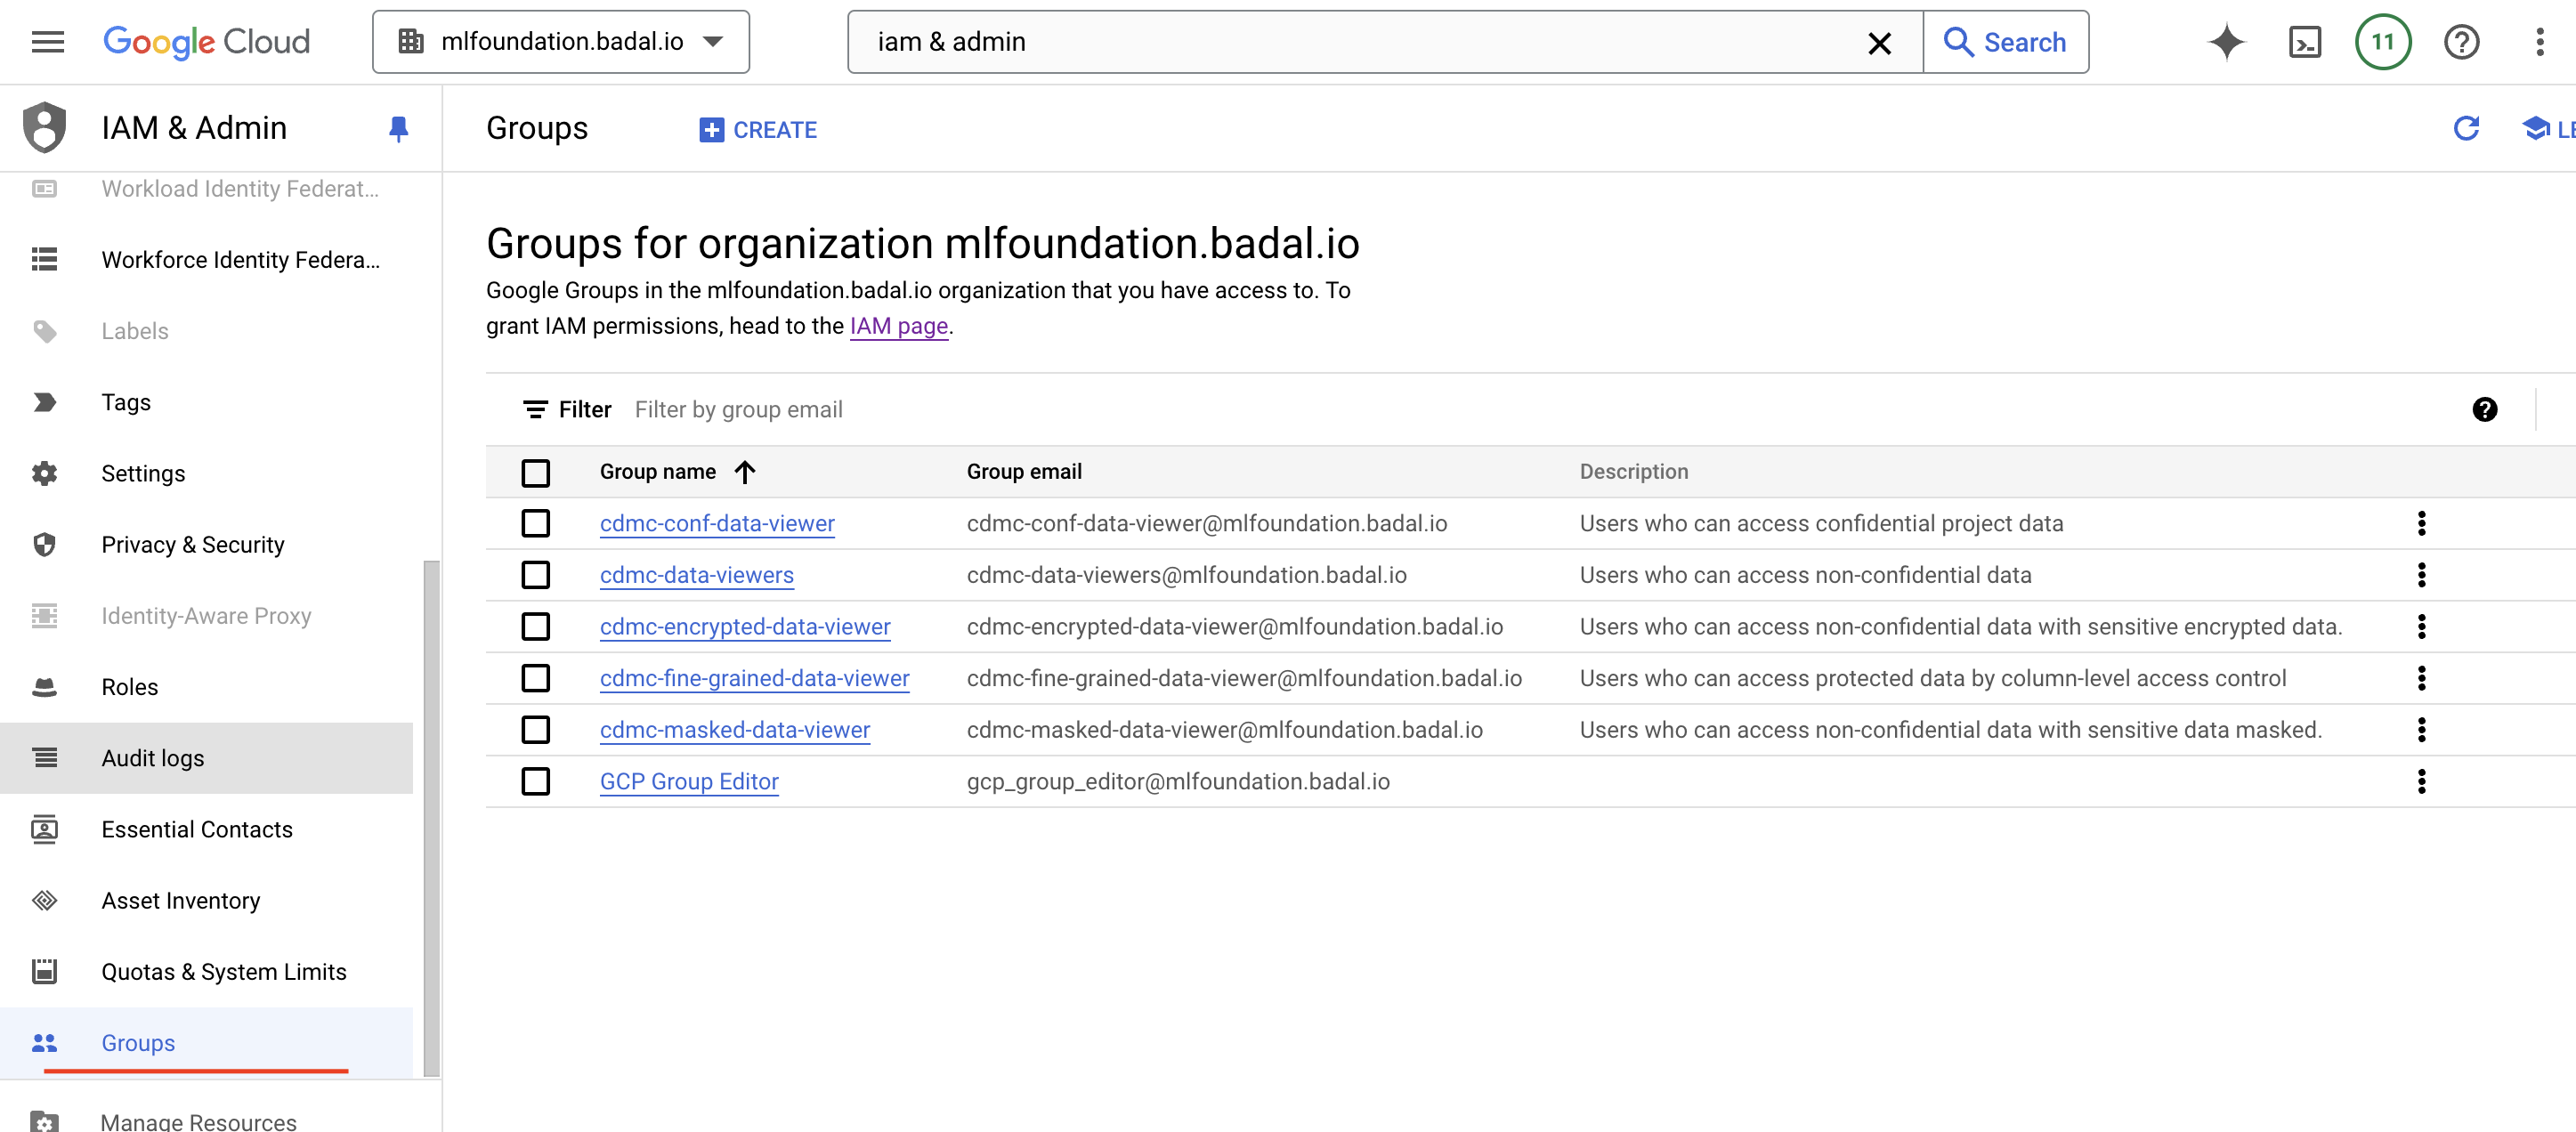 Google Cloud
mlfoundation.badal.io
iam & admin
Search
11
IAM & Admin
Groups
CREATE
LE
Workload Identity Federat...
Workforce Identity Federa...
Labels
Tags
Settings
Privacy & Security
Identity-Aware Proxy
Roles
Audit logs
Essential Contacts
Asset Inventory
Quotas & System Limits
Groups
Manage Resources
Groups for organization mlfoundation.badal.io
Google Groups in the mlfoundation.badal.io organization that you have access to. To
grant IAM permissions, head to the IAM page.
Filter Filter by group email
Group name Group email Description
cdmc-conf-data-viewer cdmc-conf-data-viewer@mlfoundation.badal.io Users who can access confidential project data
cdmc-data-viewers cdmc-data-viewers@mlfoundation.badal.io Users who can access non-confidential data
cdmc-encrypted-data-viewer cdmc-encrypted-data-viewer@mlfoundation.badal.io Users who can access non-confidential data with sensitive encrypted data.
cdmc-fine-grained-data-viewer cdmc-fine-grained-data-viewer@mlfoundation.badal.io Users who can access protected data by column-level access control
cdmc-masked-data-viewer cdmc-masked-data-viewer@mlfoundation.badal.io Users who can access non-confidential data with sensitive data masked.
GCP Group Editor gcp_group_editor@mlfoundation.badal.io